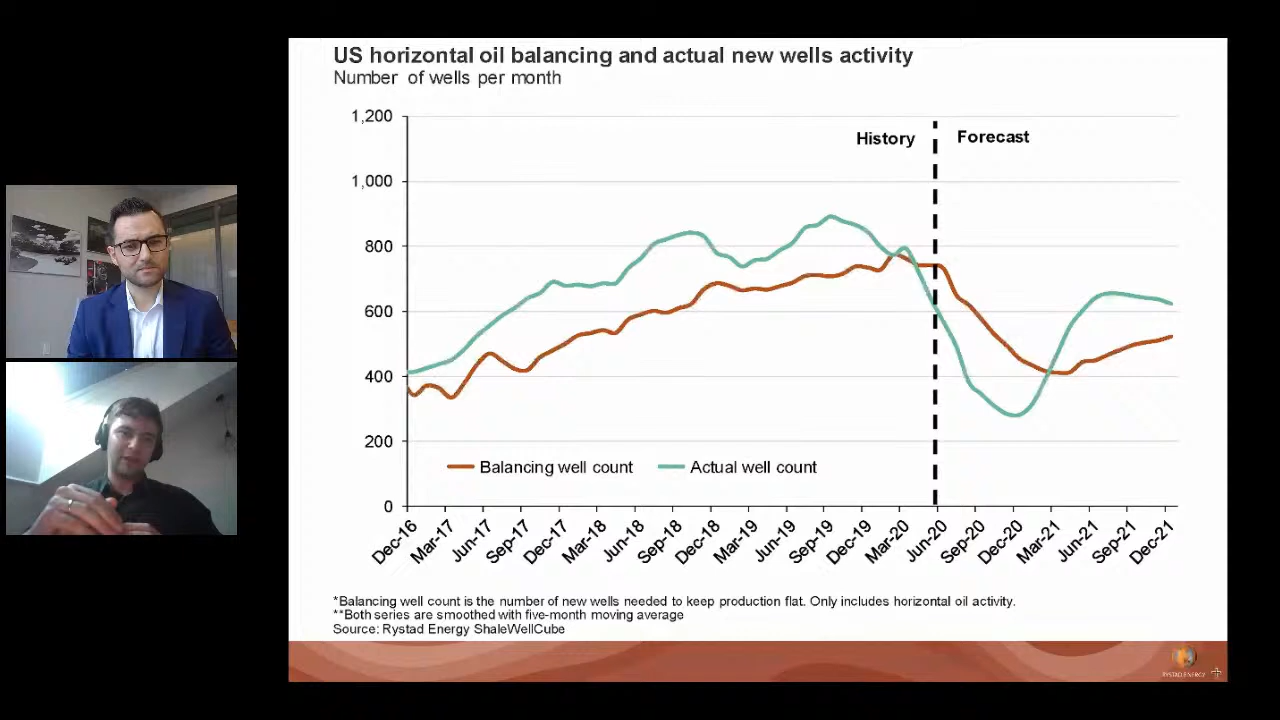 US horizontal oil balancing and actual new wells activity
Number of wells per month
1,200
1,000
800
600
400
200
0
History
Forecast
Balancing well count
Actual well count
Dec-16
Mar-17
Jun-17
Sep-17
Dec-17
Mar-18
Jun-18
Sep-18
Dec-18
Mar-19
Jun-19
Sep-19
Dec-19
Mar-20
Jun-20
Sep-20
Dec-20
Mar-21
Jun-21
Sep-21
Dec-21
*Balancing well count is the number of new wells needed to keep production flat. Only includes horizontal oil activity.
**Both series are smoothed with five-month moving average
Source: Rystad Energy ShaleWellCube
RYSTAD ENERGY